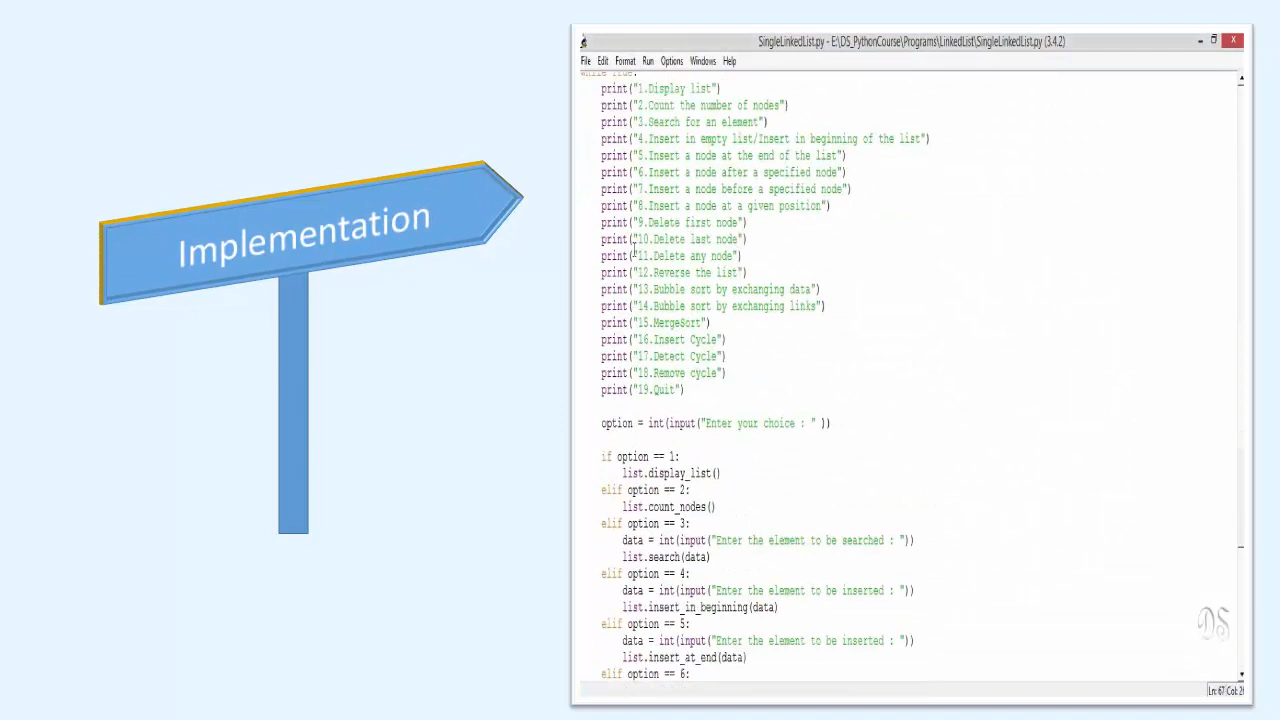 Implementation
SingleLinkedList.py - E:\DS_PythonCourse\Programs\LinkedList\SingleLinkedList.py (3.4.2)
File Edit Format Run Options Windows Help
while True:
print("1.Display list")
print("2.Count the number of nodes")
print("3.Search for an element")
print("4.Insert in empty list/Insert in beginning of the list")
print("5.Insert a node at the end of the list")
print("6.Insert a node after a specified node")
print("7.Insert a node before a specified node")
print("8.Insert a node at a given position")
print("9.Delete first node")
print("10.Delete last node")
print("11.Delete any node")
print("12.Reverse the list")
print("13.Bubble sort by exchanging data")
print("14.Bubble sort by exchanging links")
print("15.MergeSort")
print("16.Insert Cycle")
print("17.Detect Cycle")
print("18.Remove cycle")
print("19.Quit")
option = int(input("Enter your choice : " ))
if option == 1:
list.display_list()
elif option == 2:
list.count_nodes()
elif option == 3:
data = int(input("Enter the element to be searched : "))
list.search(data)
elif option == 4:
data = int(input("Enter the element to be inserted : "))
list.insert_in_beginning(data)
elif option == 5:
data = int(input("Enter the element to be inserted : "))
list.insert_at_end(data)
elif option == 6:
DS
Ln: 67 Col: 2